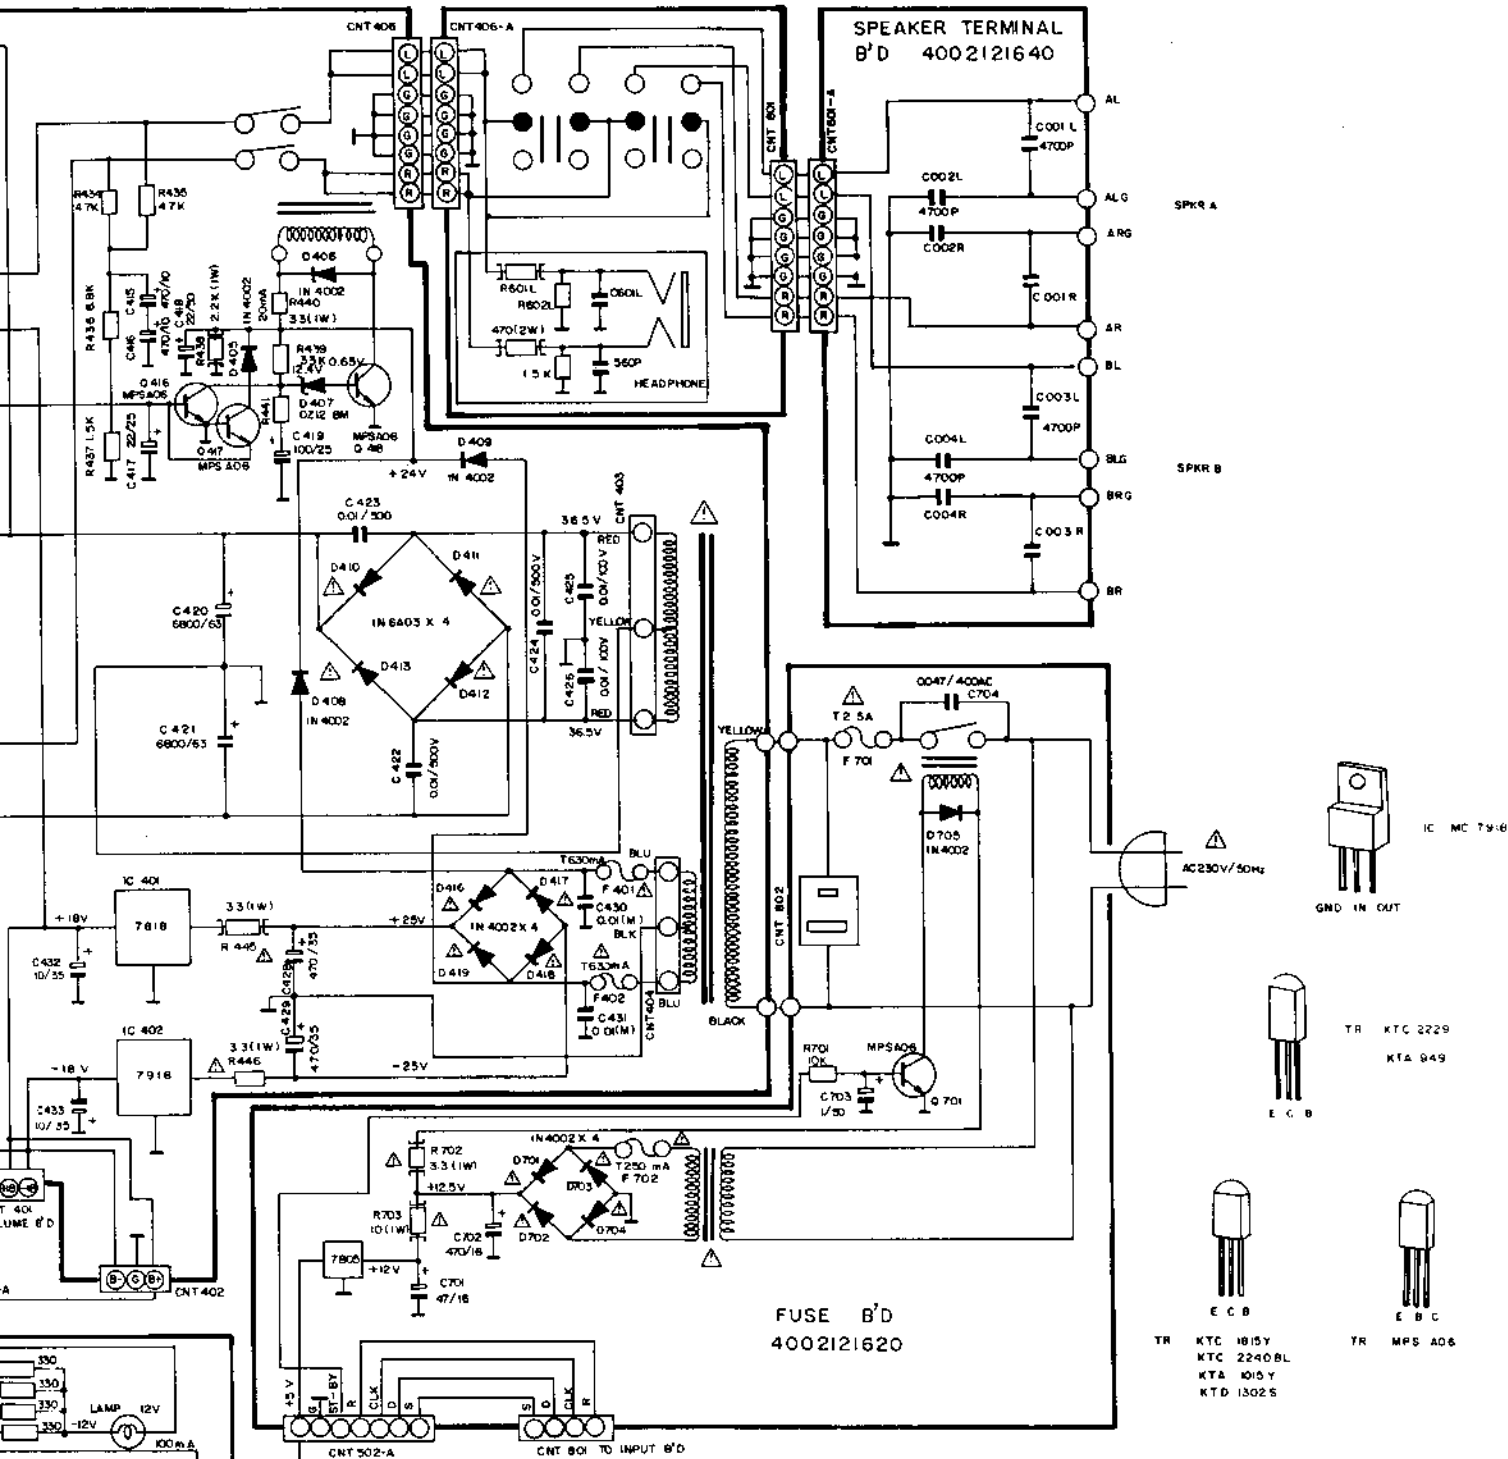 CNT 406
CNT406-A
SPEAKER TERMINAL
B'D 4002121640
L
L
G
G
G
G
R
R
L
L
G
G
G
G
R
R
CNT 801
CNT601-A
L
L
G
G
G
G
R
R
L
L
G
G
G
G
R
R
AL
C001 L
4700P
C002L
4700P
ALG
SPKR A
C002R
ARG
C001R
AR
BL
C003L
4700P
C004L
4700P
BLG
SPKR B
C004R
BRG
C003 R
BR
R434
47K
R435
47K
D406
IN 4002
R440
33(1W)
20mA
IN 4002
D405
2.2K(1W)
R438
C418
22/50
C415
470/10
C416
470/10
R436 6.8K
R439
33K
0.65V
12.4V
D407
DZ12 BM
R441
C419
100/25
MPSA06
Q418
Q416
MPSA06
Q417
MPS A06
C417 22/25
R437 1.5K
R601L
R602L
C601L
470(2W)
1.5K
560P
HEADPHONE
+24V
D409
IN 4002
C423
0.01/500
D410
D411
IN6A03 X 4
D413
D412
D408
IN 4002
C420
6800/63
C421
6800/63
C422
0.01/500V
C424
0.01/500V
C425
0.01/100V
C426
0.01/100V
36.5V
RED
YELLOW
RED
36.5V
CNT 403
YELLOW
BLACK
0.047/400AC
C704
T2.5A
F 701
D705
IN4002
CNT 802
AC230V/50Hz
IC MC 7918
GND IN OUT
IC 401
7818
+18V
C432
10/35
3.3(1W)
R 445
C428
470/35
+25V
D416
D417
IN 4002X 4
D419
D418
T630mA
F401
BLU
C430
0.01(M)
BLK
T630mA
F402
C431
0.01(M)
BLU
CNT404
IC 402
7918
-18 V
C433
10/35
3.3(1W)
R446
C429
470/35
-25V
R701
10K
MPSA06
C703
1/50
Q701
TR KTC 2229
KTA 949
E C B
R702
3.3(1W)
+12.5V
R703
10(1W)
IN4002X 4
D701
D703
D702
D704
T250 mA
F 702
C702
470/16
7805
+12V
C701
47/16
FUSE B'D
4002121620
E C B
TR KTC 1815Y
KTC 2240BL
KTA 1015Y
KTD 1302S
E B C
TR MPS A06
T 401
LUME B'D
B-
G
B+
CNT402
-A
330
330
330
330
-12V
LAMP
12V
100mA
+5V
G
ST-BY
R
CLK
D
S
CNT 502-A
S
D
CLK
R
CNT 801 TO INPUT B'D